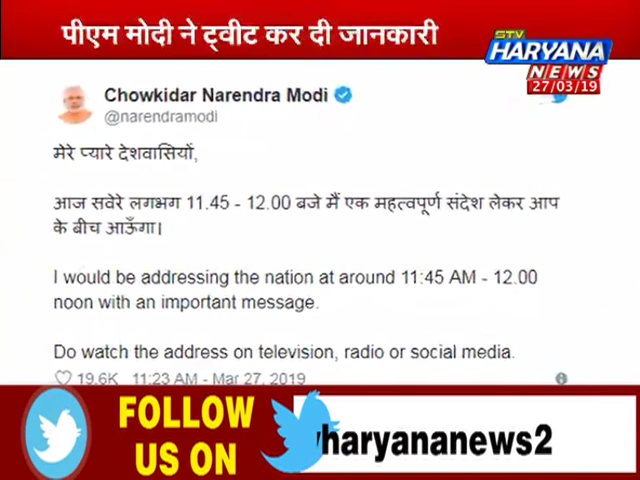 पीएम मोदी ने ट्वीट कर दी जानकारी
STV
HARYANA
NEWS
27/03/19
Chowkidar Narendra Modi
@narendramodi
मेरे प्यारे देशवासियों,
आज सवेरे लगभग 11.45 - 12.00 बजे मैं एक महत्वपूर्ण संदेश लेकर आप
के बीच आऊँगा।
I would be addressing the nation at around 11:45 AM - 12.00
noon with an important message.
Do watch the address on television, radio or social media.
19.6K 11:23 AM - Mar 27, 2019
FOLLOW
US ON
haryananews2